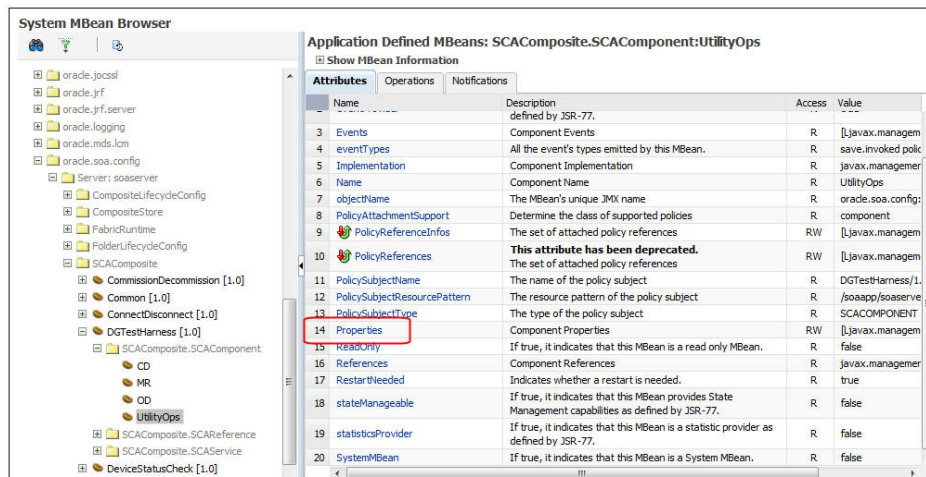 System MBean Browser
oracle.jocssl
oracle.jrf
oracle.jrf.server
oracle.logging
oracle.mds.lcm
oracle.soa.config
Server: soaserver
CompositeLifecycleConfig
CompositeStore
FabricRuntime
FolderLifecycleConfig
SCAComposite
CommissionDecommission [1.0]
Common [1.0]
ConnectDisconnect [1.0]
DGTestHarness [1.0]
SCAComposite.SCAComponent
CD
MR
OD
UtilityOps
SCAComposite.SCAReference
SCAComposite.SCAService
DeviceStatusCheck [1.0]
Application Defined MBeans: SCAComposite.SCAComponent:UtilityOps
Show MBean Information
Attributes Operations Notifications
Name Description Access Value
defined by JSR-77.
3 Events Component Events R [Ljavax.managem
4 eventTypes All the event's types emitted by this MBean. R save.invoked polic
5 Implementation Component Implementation R javax.managemer
6 Name Component Name R UtilityOps
7 objectName The MBean's unique JMX name R oracle.soa.config:
8 PolicyAttachmentSupport Determine the class of supported policies R component
9 PolicyReferenceInfos The set of attached policy references RW [Ljavax.managem
This attribute has been deprecated.
10 PolicyReferences The set of attached policy references RW [Ljavax.managem
11 PolicySubjectName The name of the policy subject R DGTestHarness/1.
12 PolicySubjectResourcePattern The resource pattern of the policy subject R /soaapp/soaserve
13 PolicySubjectType The type of the policy subject R SCACOMPONENT
14 Properties Component Properties RW [Ljavax.managem
15 ReadOnly If true, it indicates that this MBean is a read only MBean. R false
16 References Component References R javax.managemer
17 RestartNeeded Indicates whether a restart is needed. R true
18 stateManageable If true, it indicates that this MBean provides State R false
Management capabilities as defined by JSR-77.
19 statisticsProvider If true, it indicates that this MBean is a statistic provider as R false
defined by JSR-77.
20 SystemMBean If true, it indicates that this MBean is a System MBean. R false